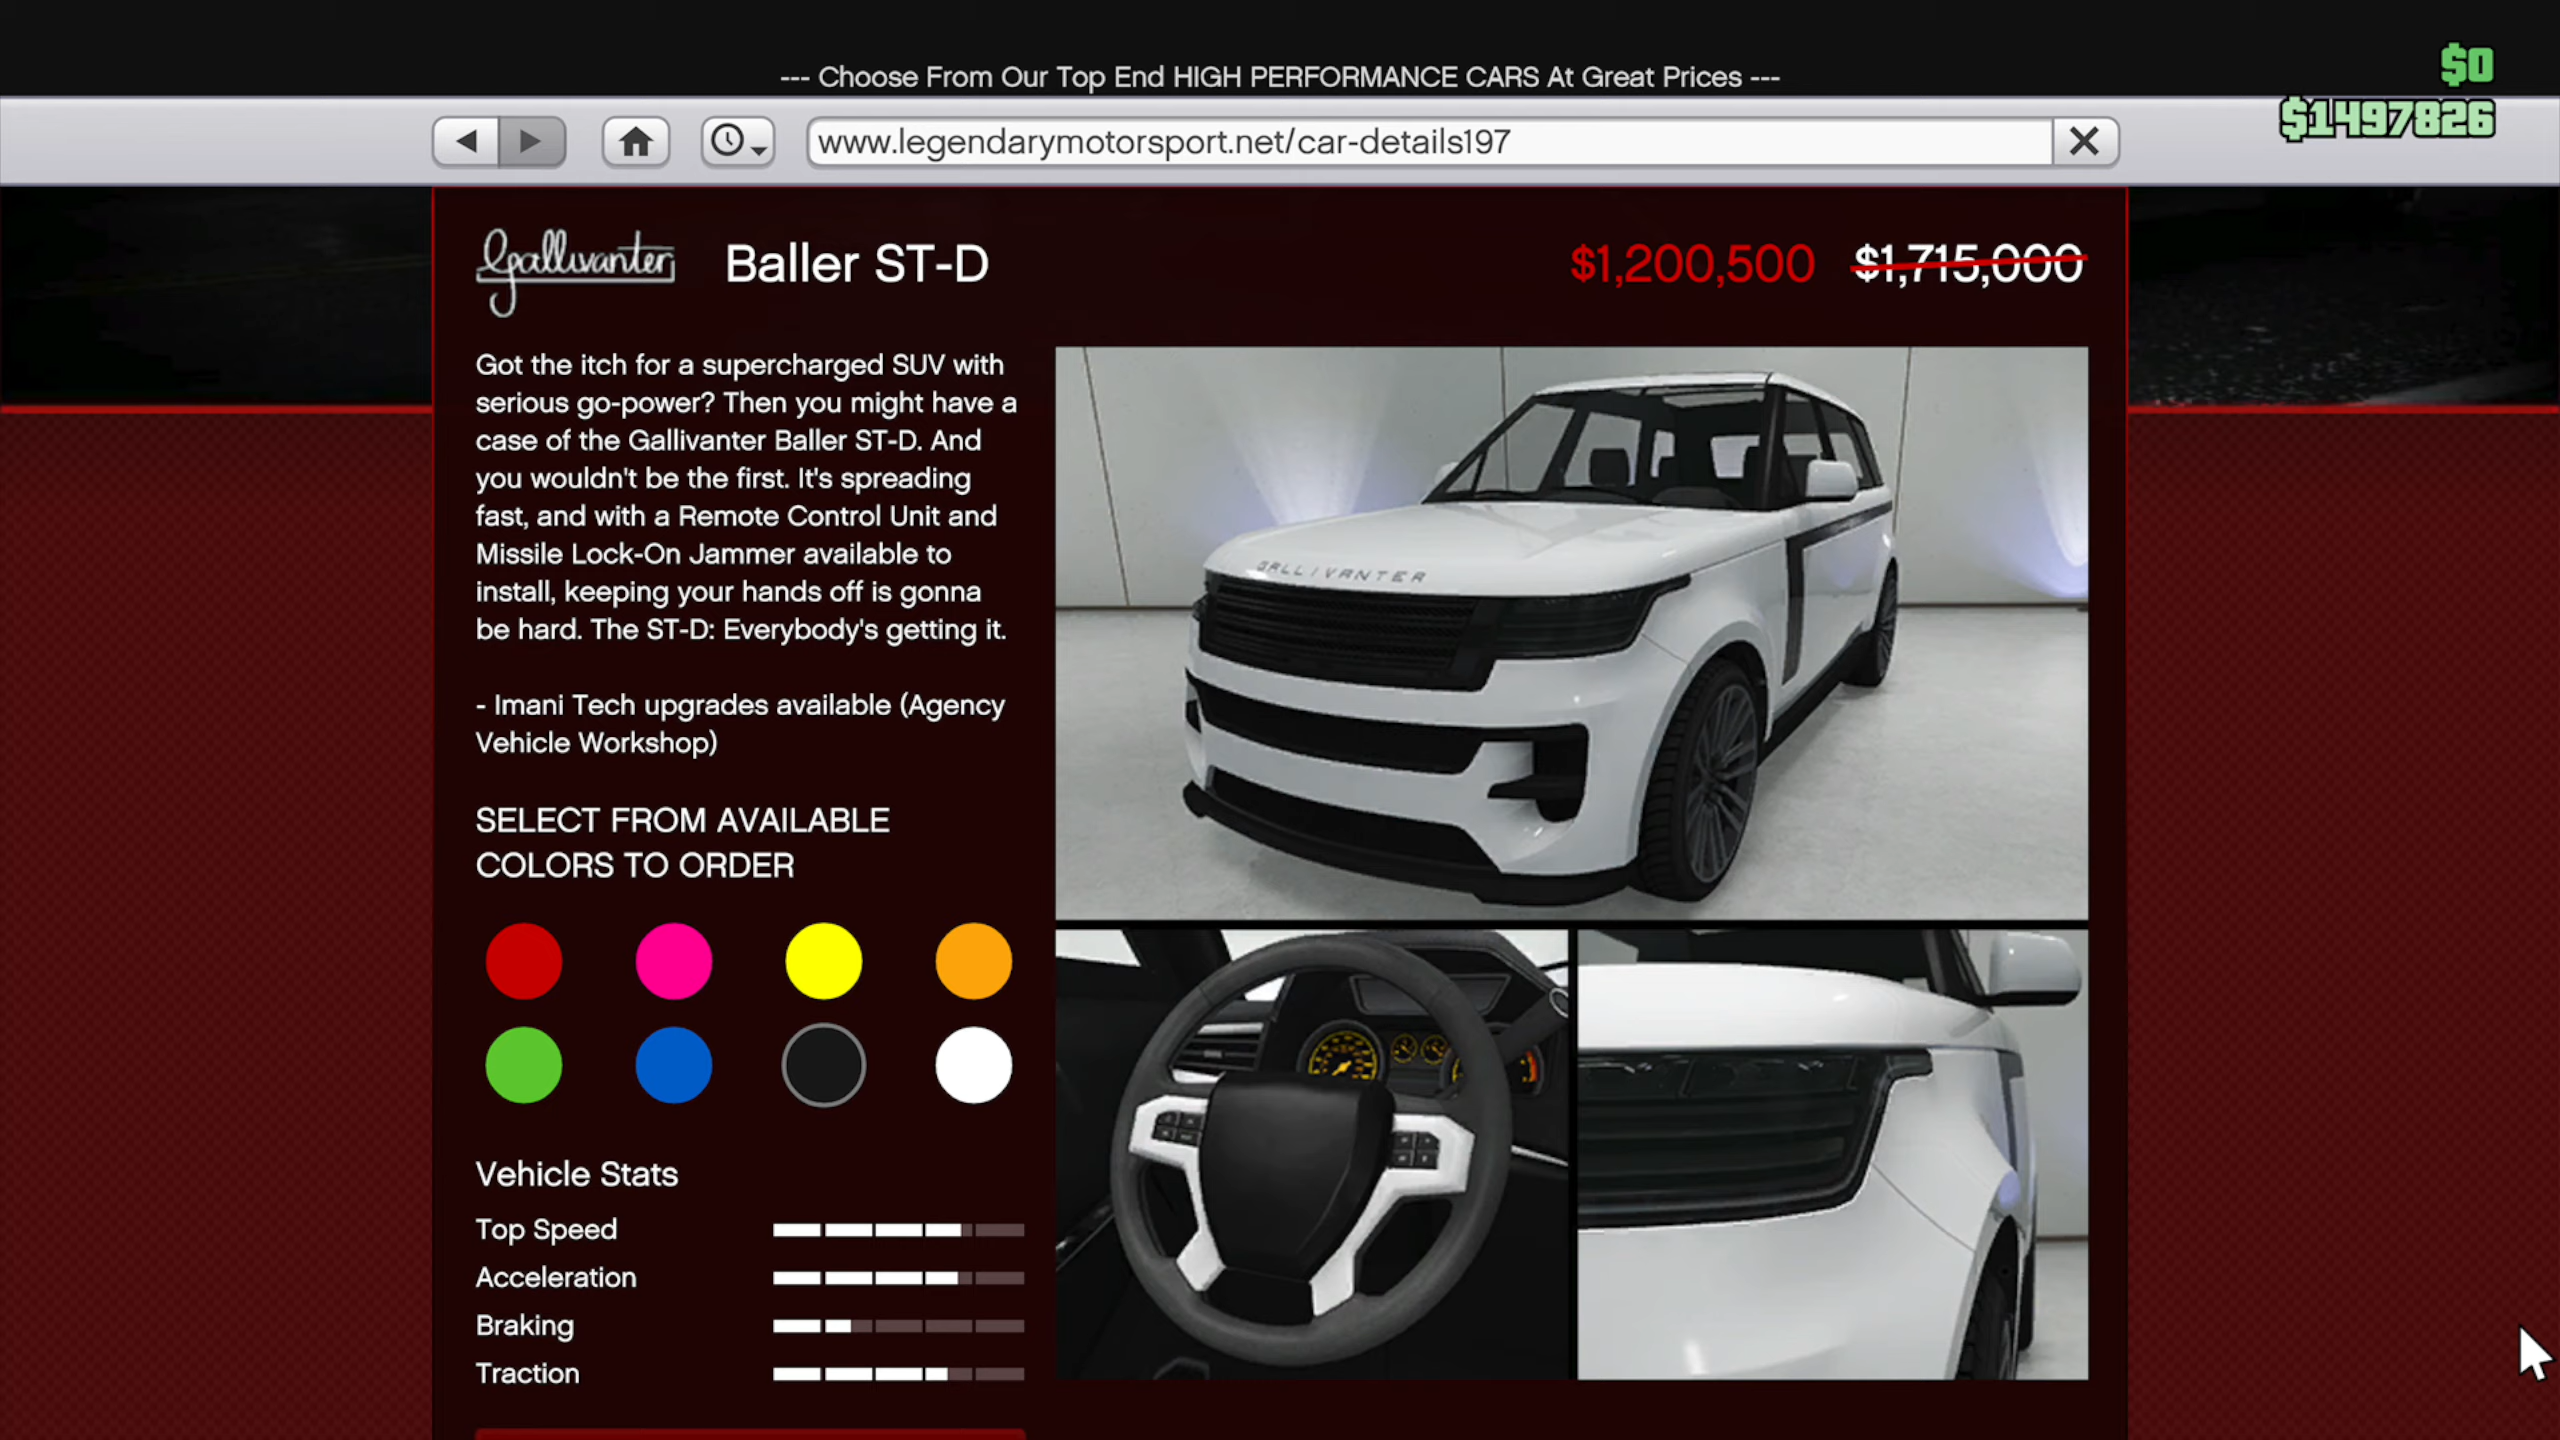 --- Choose From Our Top End HIGH PERFORMANCE CARS At Great Prices ---
$0
$1497826
www.legendarymotorsport.net/car-details197
Gallivanter
Baller ST-D
$1,200,500 $1,715,000
Got the itch for a supercharged SUV with
serious go-power? Then you might have a
case of the Gallivanter Baller ST-D. And
you wouldn't be the first. It's spreading
fast, and with a Remote Control Unit and
Missile Lock-On Jammer available to
install, keeping your hands off is gonna
be hard. The ST-D: Everybody's getting it.
- Imani Tech upgrades available (Agency
Vehicle Workshop)
SELECT FROM AVAILABLE
COLORS TO ORDER
Vehicle Stats
Top Speed
Acceleration
Braking
Traction
GALLIVANTER